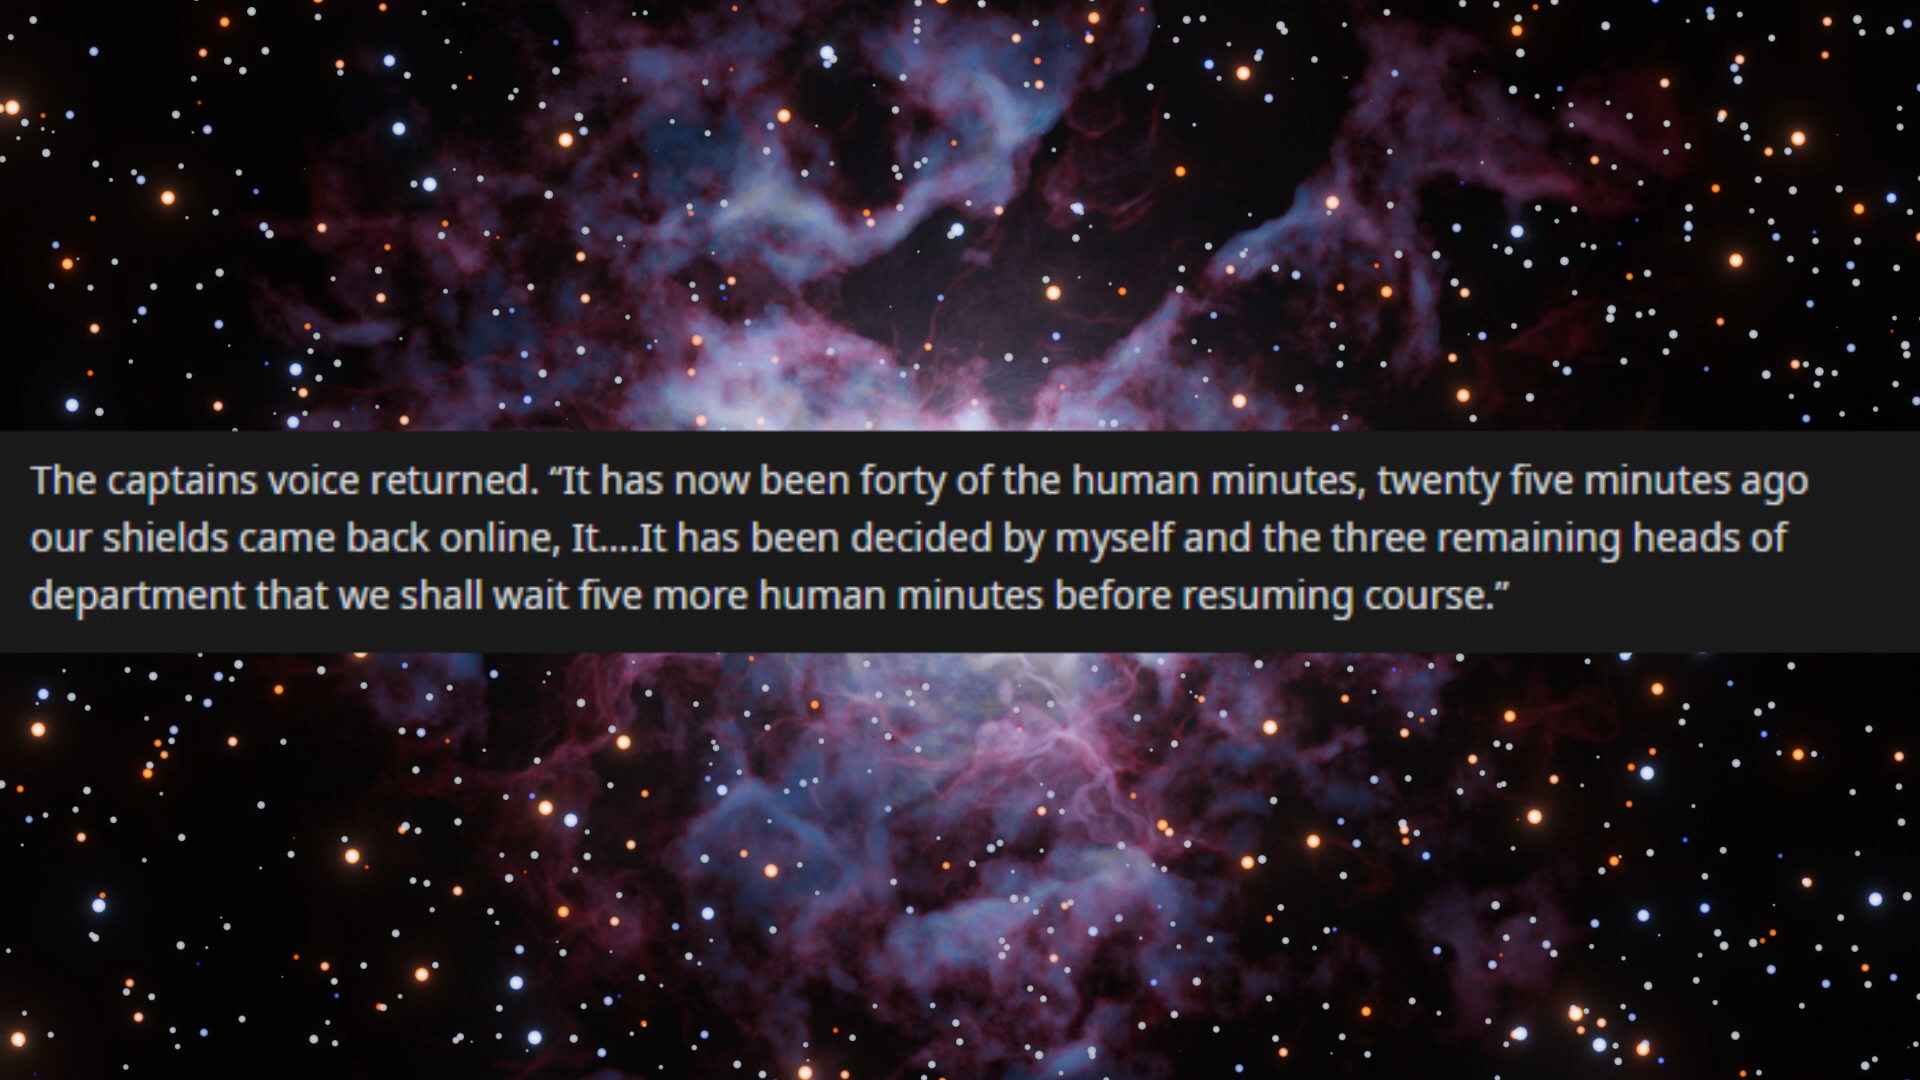 The captains voice returned. “It has now been forty of the human minutes, twenty five minutes ago
our shields came back online, It....It has been decided by myself and the three remaining heads of
department that we shall wait five more human minutes before resuming course.”